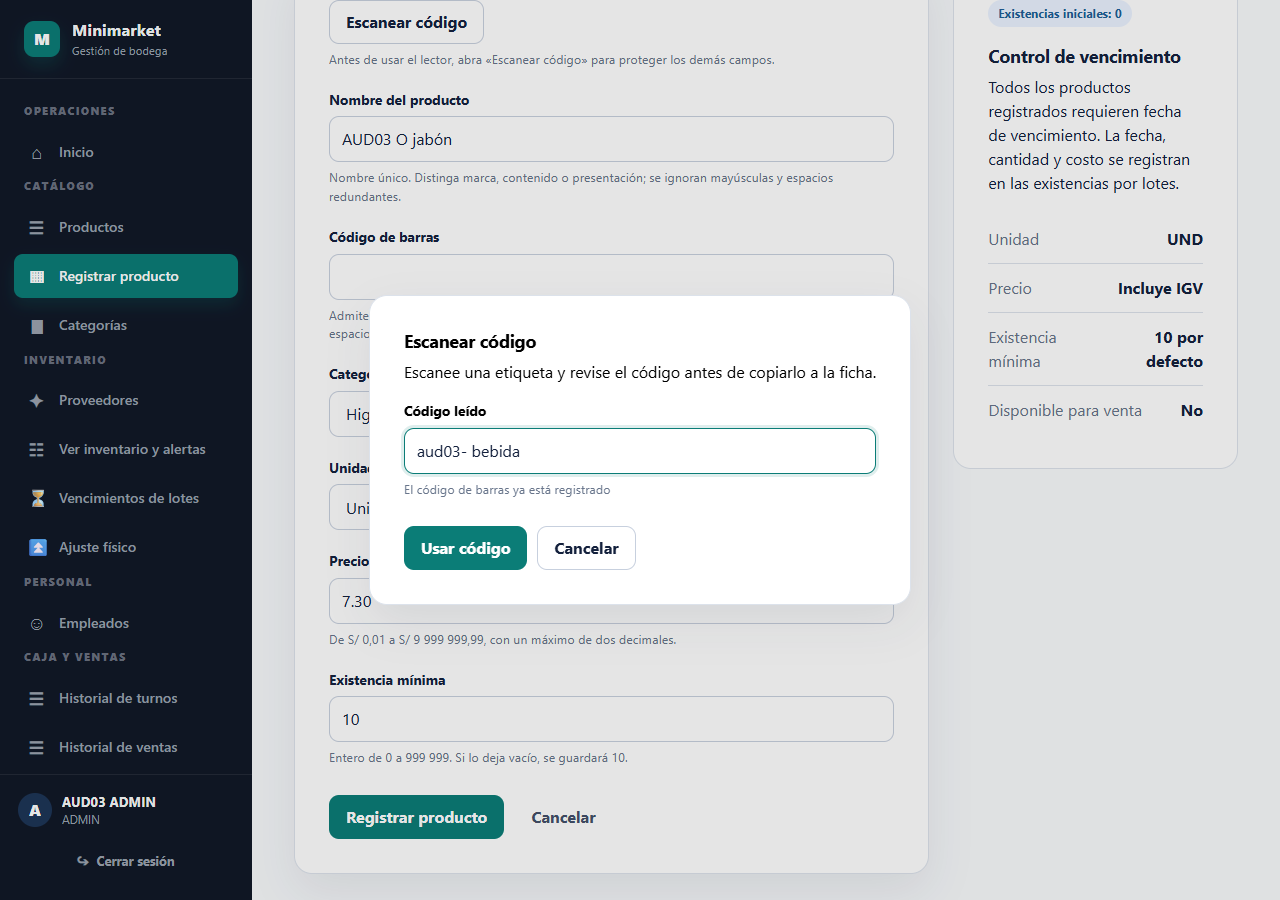 M
Minimarket
Gestión de bodega
OPERACIONES
Inicio
CATÁLOGO
Productos
Registrar producto
Categorías
INVENTARIO
Proveedores
Ver inventario y alertas
Vencimientos de lotes
Ajuste físico
PERSONAL
Empleados
CAJA Y VENTAS
Historial de turnos
Historial de ventas
A
AUD03 ADMIN
ADMIN
Cerrar sesión
Escanear código
Antes de usar el lector, abra «Escanear código» para proteger los demás campos.
Nombre del producto
AUD03 O jabón
Nombre único. Distinga marca, contenido o presentación; se ignoran mayúsculas y espacios
redundantes.
Código de barras
Admite
espacio
Catego
Hig
Unida
Uni
Precio
7.30
De S/ 0,01 a S/ 9 999 999,99, con un máximo de dos decimales.
Existencia mínima
10
Entero de 0 a 999 999. Si lo deja vacío, se guardará 10.
Registrar producto
Cancelar
Escanear código
Escanee una etiqueta y revise el código antes de copiarlo a la ficha.
Código leído
aud03- bebida
El código de barras ya está registrado
Usar código
Cancelar
Existencias iniciales: 0
Control de vencimiento
Todos los productos
registrados requieren fecha
de vencimiento. La fecha,
cantidad y costo se registran
en las existencias por lotes.
Unidad UND
Precio Incluye IGV
Existencia mínima 10 por defecto
Disponible para venta No